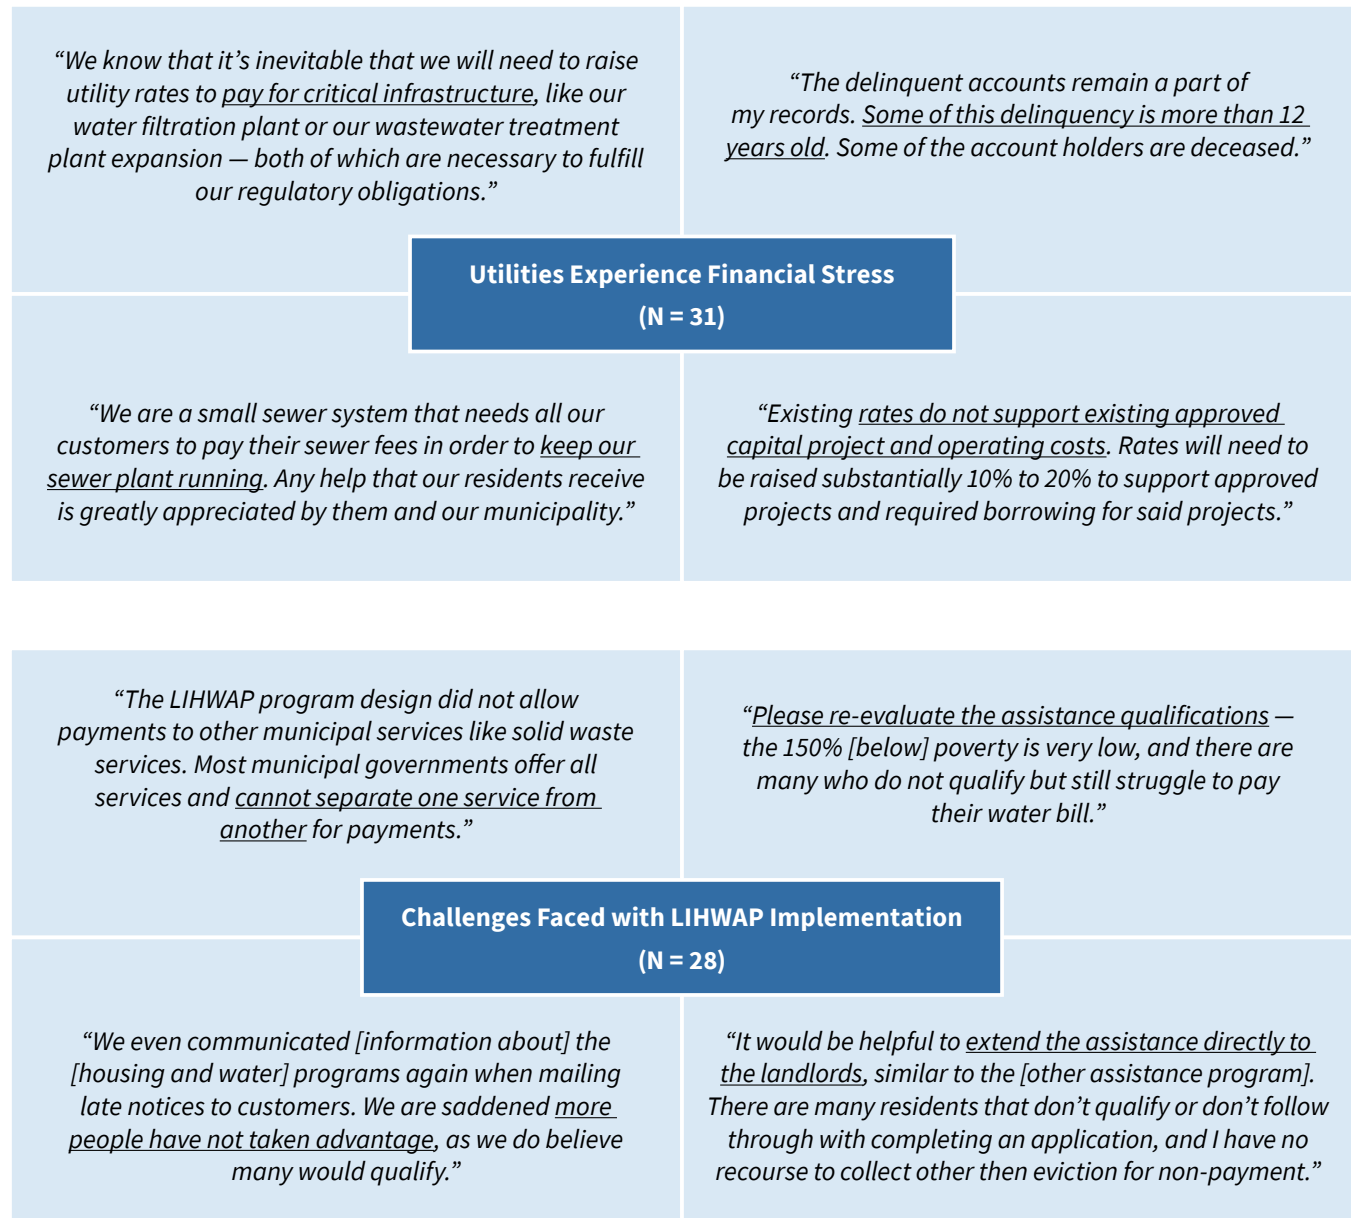 “We know that it’s inevitable that we will need to raise
utility rates to pay for critical infrastructure, like our
water filtration plant or our wastewater treatment
plant expansion — both of which are necessary to fulfill
our regulatory obligations.”
“The delinquent accounts remain a part of
my records. Some of this delinquency is more than 12
years old. Some of the account holders are deceased.”
Utilities Experience Financial Stress
(N = 31)
“We are a small sewer system that needs all our
customers to pay their sewer fees in order to keep our
sewer plant running. Any help that our residents receive
is greatly appreciated by them and our municipality.”
“Existing rates do not support existing approved
capital project and operating costs. Rates will need to
be raised substantially 10% to 20% to support approved
projects and required borrowing for said projects.”
“The LIHWAP program design did not allow
payments to other municipal services like solid waste
services. Most municipal governments offer all
services and cannot separate one service from
another for payments.”
“Please re-evaluate the assistance qualifications —
the 150% [below] poverty is very low, and there are
many who do not qualify but still struggle to pay
their water bill.”
Challenges Faced with LIHWAP Implementation
(N = 28)
“We even communicated [information about] the
[housing and water] programs again when mailing
late notices to customers. We are saddened more
people have not taken advantage, as we do believe
many would qualify.”
“It would be helpful to extend the assistance directly to
the landlords, similar to the [other assistance program].
There are many residents that don’t qualify or don’t follow
through with completing an application, and I have no
recourse to collect other then eviction for non-payment.”